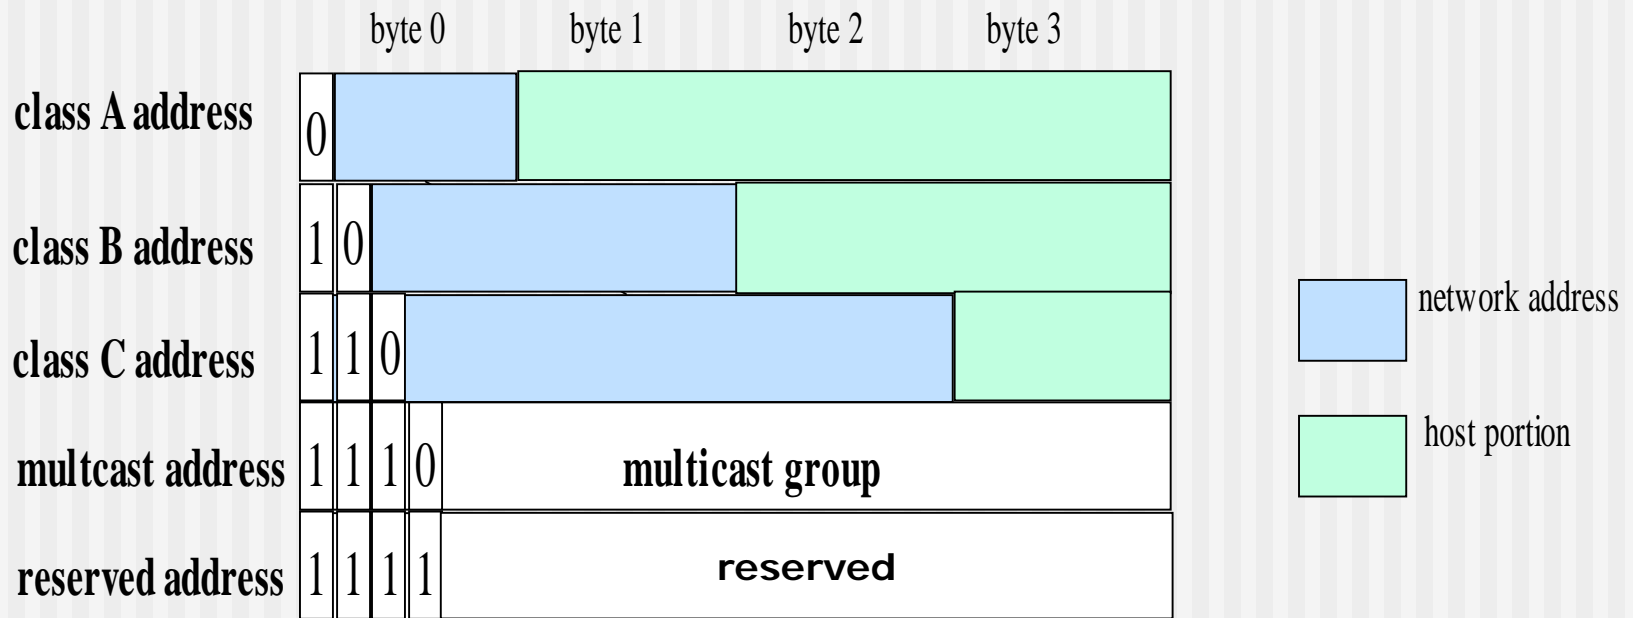 byte 0 byte 1 byte 2 byte 3
class A address 0
class B address 1 0
class C address 1 1 0
multcast address 1 1 1 0 multicast group
reserved address 1 1 1 1 reserved
network address
host portion